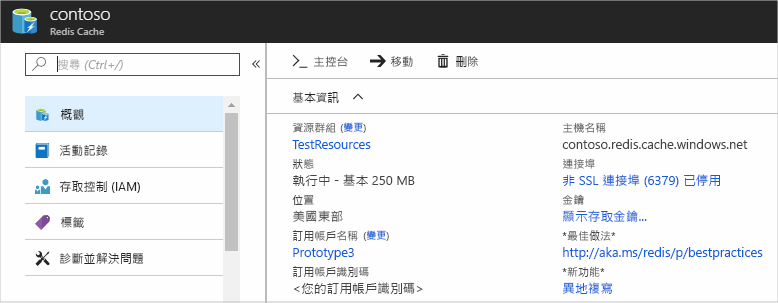 contoso
Redis Cache
搜尋 (Ctrl+/)
«
概觀
活動記錄
存取控制 (IAM)
標籤
診斷並解決問題
主控台 移動 刪除
基本資訊
資源群組 (變更)
TestResources
狀態
執行中 - 基本 250 MB
位置
美國東部
訂用帳戶名稱 (變更)
Prototype3
訂用帳戶識別碼
<您的訂用帳戶識別碼>
主機名稱
contoso.redis.cache.windows.net
連接埠
非 SSL 連接埠 (6379) 已停用
金鑰
顯示存取金鑰...
*最佳做法*
http://aka.ms/redis/p/bestpractices
*新功能*
異地複寫